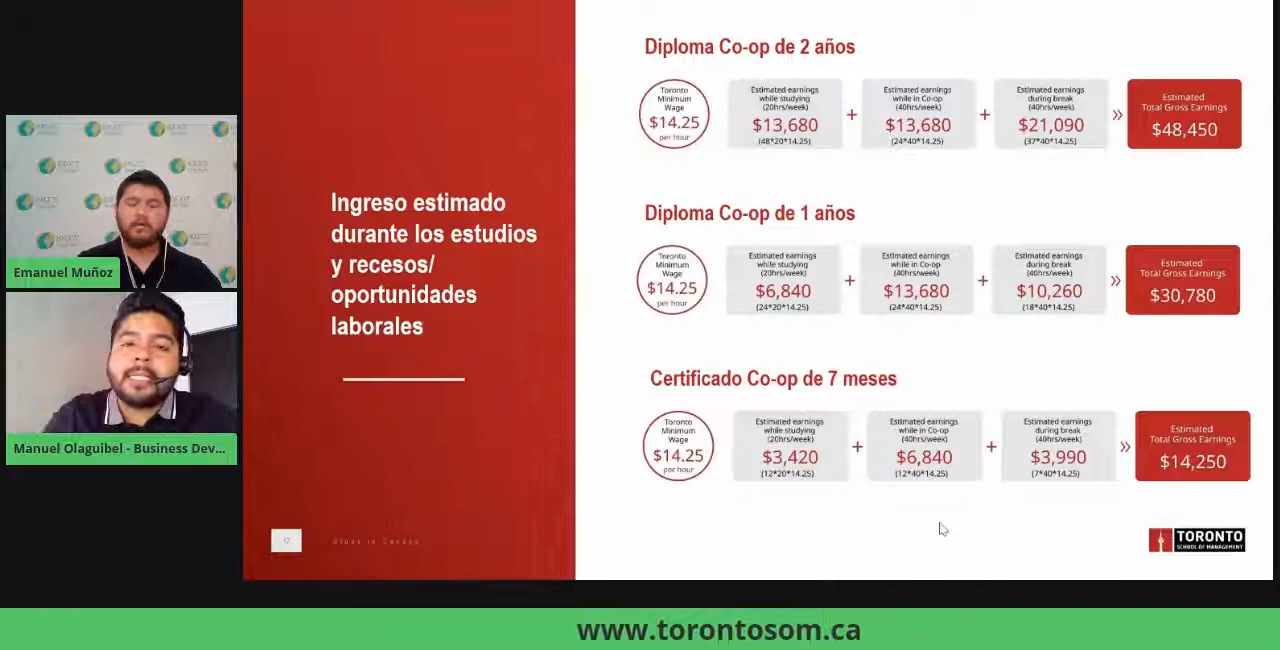 Ingreso estimado
durante los estudios
y recesos/
oportunidades
laborales
17
Diploma Co-op de 2 años
Toronto
Minimum
Wage
$14.25
per hour
Estimated earnings
while studying
(20hrs/week)
$13,680
(48*20*14.25)
+
Estimated earnings
while in Co-op
(40hrs/week)
$13,680
(24*40*14.25)
+
Estimated earnings
during break
(40hrs/week)
$21,090
(37*40*14.25)
»
Estimated
Total Gross Earnings
$48,450
Diploma Co-op de 1 años
Toronto
Minimum
Wage
$14.25
per hour
Estimated earnings
while studying
(20hrs/week)
$6,840
(24*20*14.25)
+
Estimated earnings
while in Co-op
(40hrs/week)
$13,680
(24*40*14.25)
+
Estimated earnings
during break
(40hrs/week)
$10,260
(18*40*14.25)
»
Estimated
Total Gross Earnings
$30,780
Certificado Co-op de 7 meses
Toronto
Minimum
Wage
$14.25
per hour
Estimated earnings
while studying
(20hrs/week)
$3,420
(12*20*14.25)
+
Estimated earnings
while in Co-op
(40hrs/week)
$6,840
(12*40*14.25)
+
Estimated earnings
during break
(40hrs/week)
$3,990
(7*40*14.25)
»
Estimated
Total Gross Earnings
$14,250
TORONTO
SCHOOL OF MANAGEMENT
Emanuel Muñoz
Manuel Olaguibel - Business Dev...
www.torontosom.ca